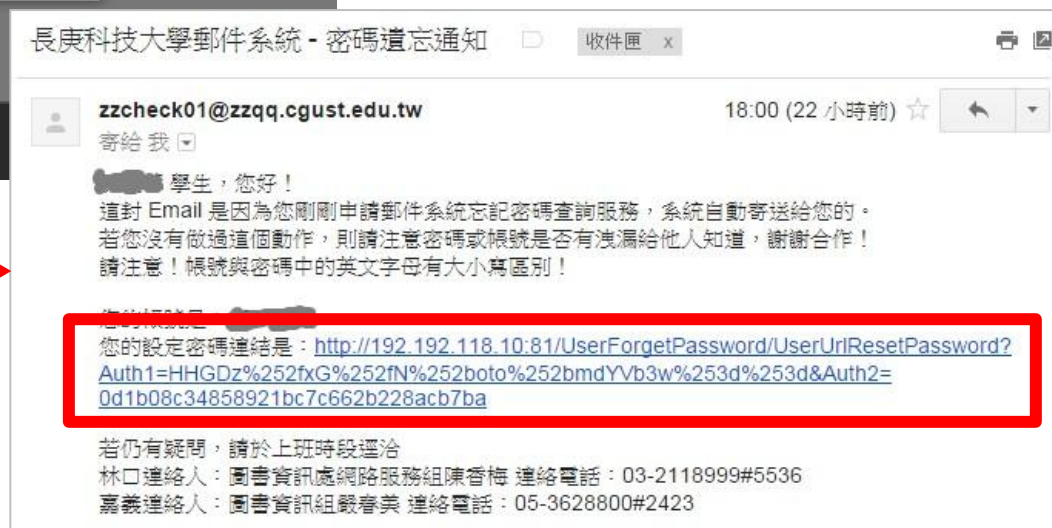 長庚科技大學郵件系統 - 密碼遺忘通知 收件匣 x
zzcheck01@zzqq.cgust.edu.tw 18:00 (22 小時前)
寄給 我
學生，您好！
這封 Email 是因為您剛剛申請郵件系統忘記密碼查詢服務，系統自動寄送給您的。
若您沒有做過這個動作，則請注意密碼或帳號是否有洩漏給他人知道，謝謝合作！
請注意！帳號與密碼中的英文字母有大小寫區別！
您的帳號是：
您的設定密碼連結是：http://192.192.118.10:81/UserForgetPassword/UserUrlResetPassword?
Auth1=HHGDz%252fxG%252fN%252boto%252bmdYVb3w%253d%253d&Auth2=
0d1b08c34858921bc7c662b228acb7ba
若仍有疑問，請於上班時段逕洽
林口連絡人：圖書資訊處網路服務組陳香梅 連絡電話：03-2118999#5536
嘉義連絡人：圖書資訊組嚴春美 連絡電話：05-3628800#2423